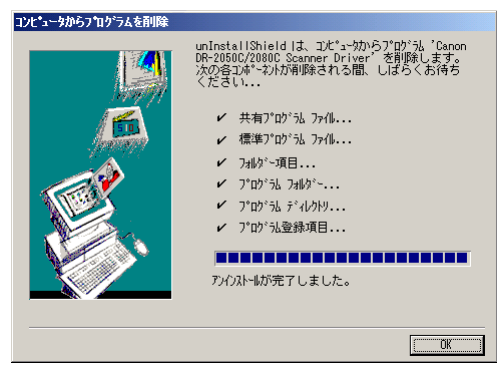 ｺﾝﾋﾟｭｰﾀからﾌﾟﾛｸﾞﾗﾑを削除
unInstallShield は、ｺﾝﾋﾟｭｰﾀからﾌﾟﾛｸﾞﾗﾑ 'Canon
DR-2050C/2080C Scanner Driver' を削除します。
次の各ｺﾝﾎﾟｰﾈﾝﾄが削除される間、しばらくお待ち
ください...
✔ 共有ﾌﾟﾛｸﾞﾗﾑ ﾌｧｲﾙ...
✔ 標準ﾌﾟﾛｸﾞﾗﾑ ﾌｧｲﾙ...
✔ ﾌｫﾙﾀﾞｰ項目...
✔ ﾌﾟﾛｸﾞﾗﾑ ﾌｫﾙﾀﾞｰ...
✔ ﾌﾟﾛｸﾞﾗﾑ ﾃﾞｨﾚｸﾄﾘ...
✔ ﾌﾟﾛｸﾞﾗﾑ登録項目...
ｱﾝｲﾝｽﾄｰﾙが完了しました。
OK